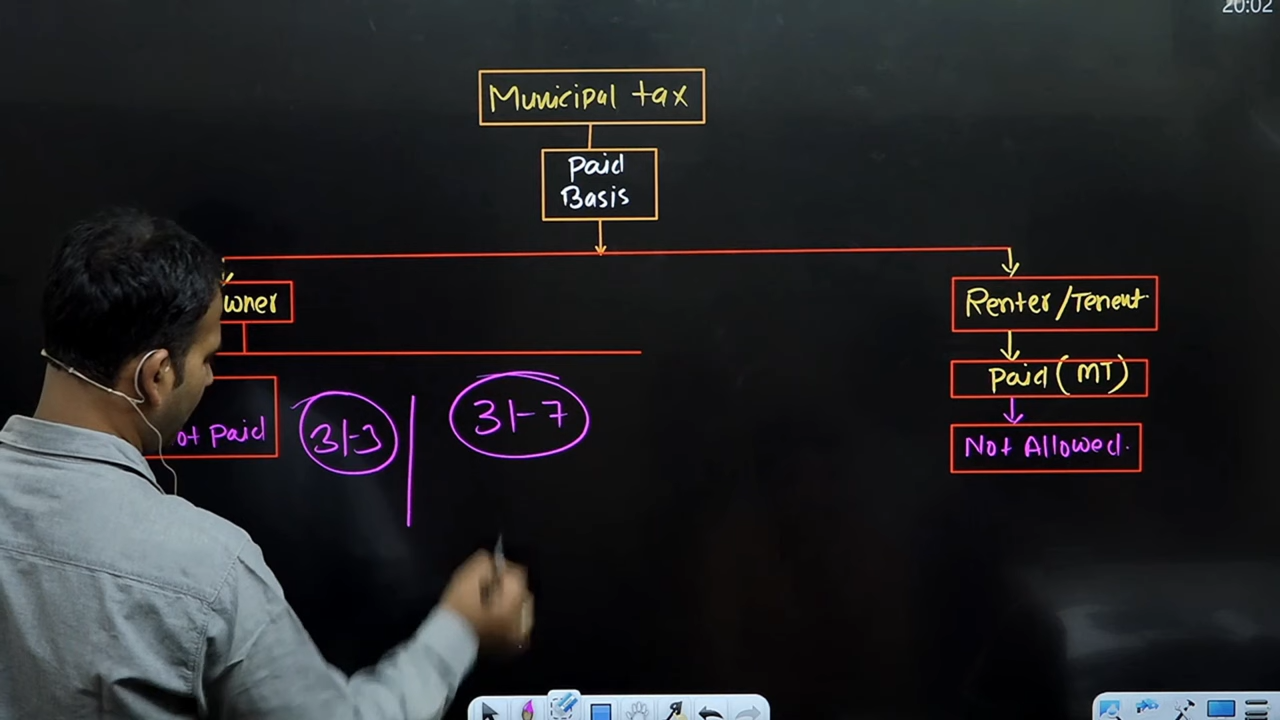 20:02
Municipal tax
Paid
Basis
wner
Renter/Tenent
Paid (MT)
ot Paid
31-3
31-7
Not Allowed.